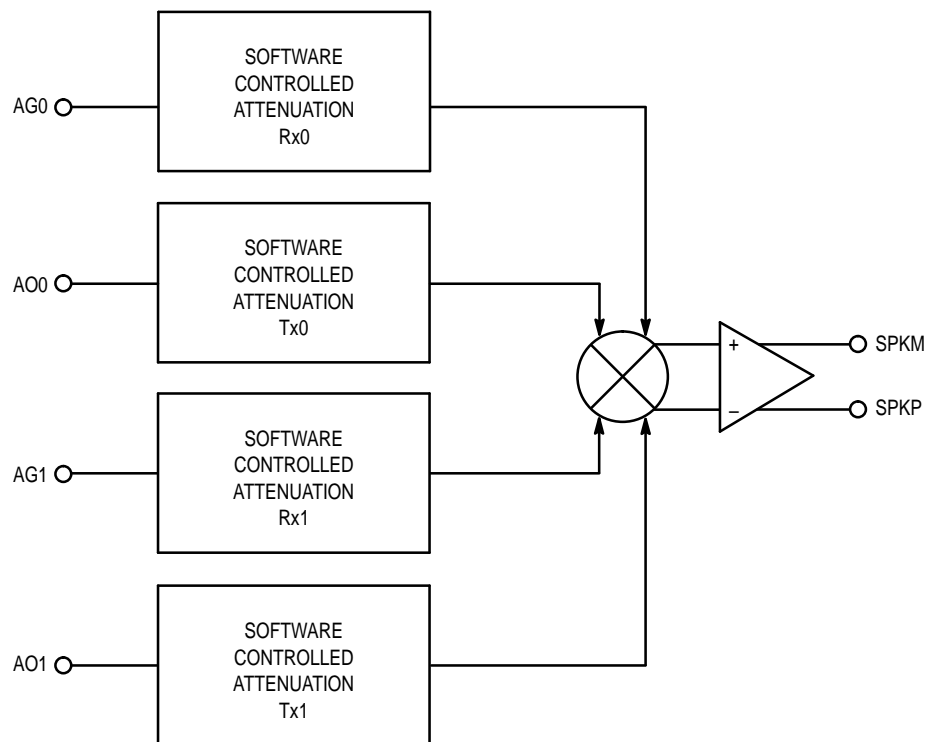 SOFTWARE
CONTROLLED
ATTENUATION
Rx0
AG0
SOFTWARE
CONTROLLED
ATTENUATION
Tx0
AO0
+
−
SPKM
SPKP
SOFTWARE
CONTROLLED
ATTENUATION
Rx1
AG1
SOFTWARE
CONTROLLED
ATTENUATION
Tx1
AO1